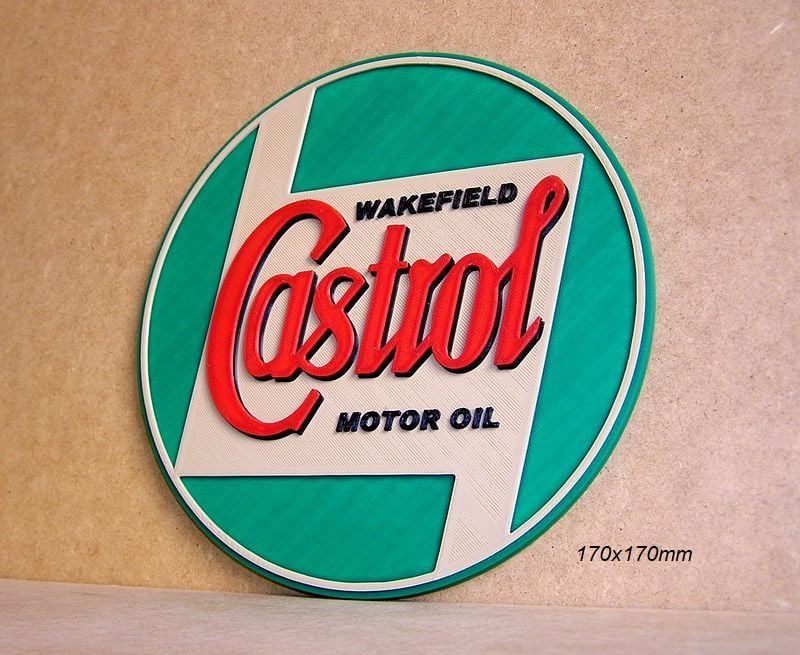 WAKEFIELD
Castrol
MOTOR OIL
170x170mm